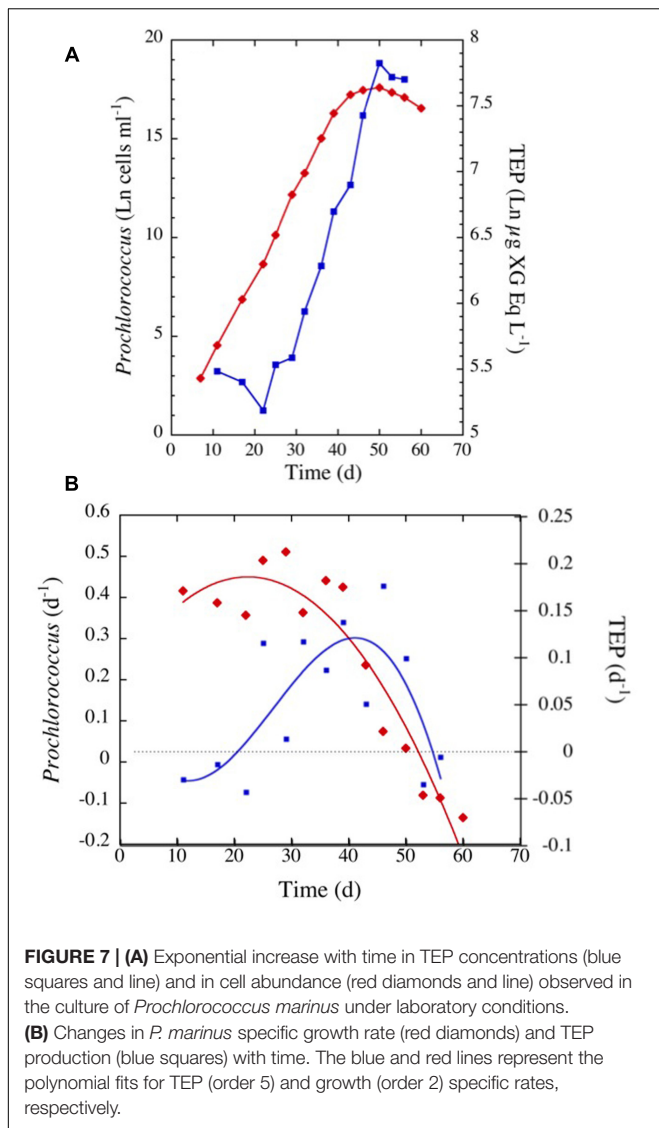 A
20
15
10
5
0
Prochlorococcus (Ln cells ml⁻¹)
8
7.5
7
6.5
6
5.5
5
TEP (Ln µg XG Eq L⁻¹)
0 10 20 30 40 50 60 70
Time (d)
B
0.6
0.5
0.4
0.3
0.2
0.1
0
-0.1
-0.2
Prochlorococcus (d⁻¹)
0.25
0.2
0.15
0.1
0.05
0
-0.05
-0.1
TEP (d⁻¹)
0 10 20 30 40 50 60 70
Time (d)
FIGURE 7 | (A) Exponential increase with time in TEP concentrations (blue
squares and line) and in cell abundance (red diamonds and line) observed in
the culture of Prochlorococcus marinus under laboratory conditions.
(B) Changes in P. marinus specific growth rate (red diamonds) and TEP
production (blue squares) with time. The blue and red lines represent the
polynomial fits for TEP (order 5) and growth (order 2) specific rates,
respectively.